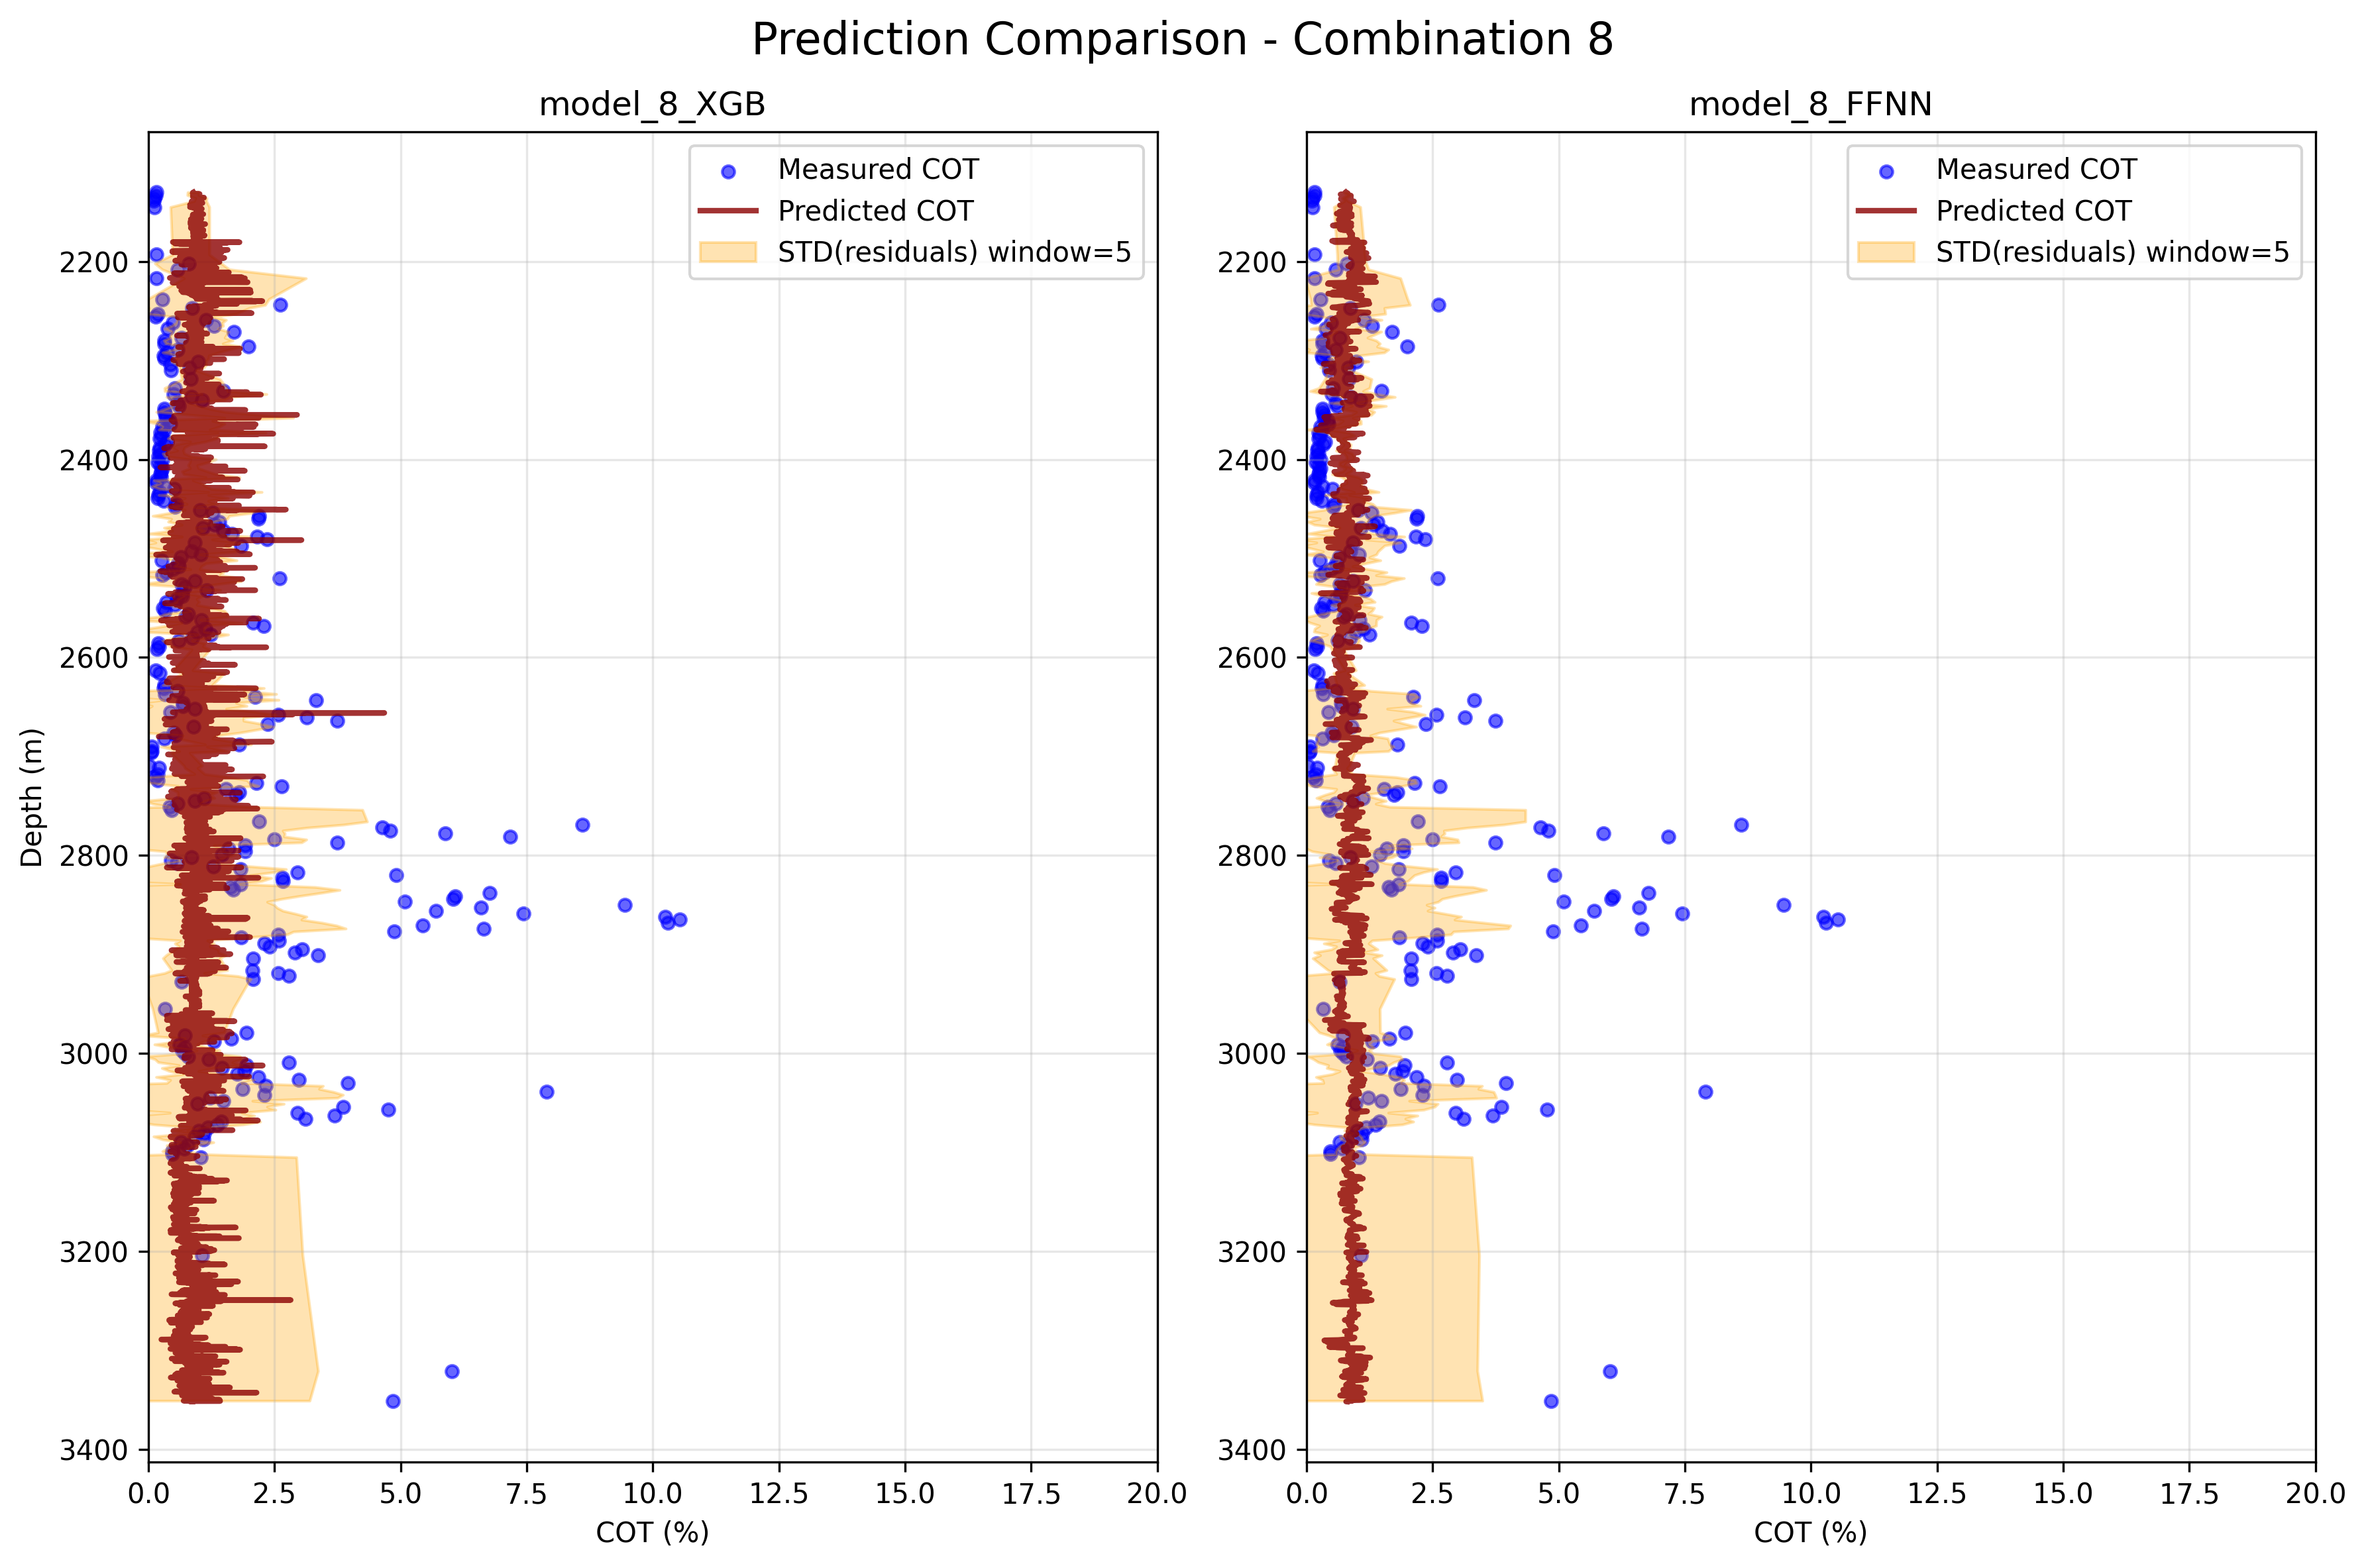 Prediction Comparison - Combination 8
model_8_XGB
Measured COT
Predicted COT
STD(residuals) window=5
2200
2400
2600
2800
3000
3200
3400
Depth (m)
0.0 2.5 5.0 7.5 10.0 12.5 15.0 17.5 20.0
COT (%)
model_8_FFNN
Measured COT
Predicted COT
STD(residuals) window=5
2200
2400
2600
2800
3000
3200
3400
0.0 2.5 5.0 7.5 10.0 12.5 15.0 17.5 20.0
COT (%)